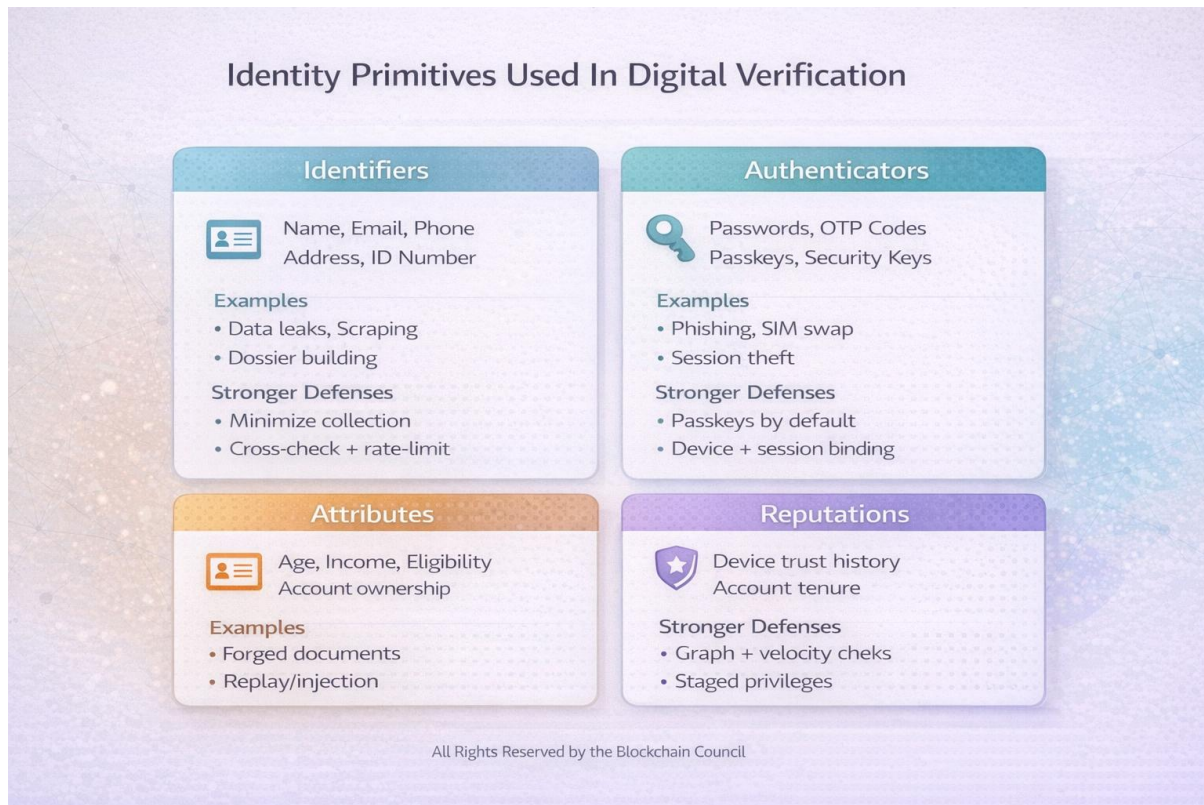 Identity Primitives Used In Digital Verification
Identifiers
Name, Email, Phone
Address, ID Number
Examples
• Data leaks, Scraping
• Dossier building
Stronger Defenses
• Minimize collection
• Cross-check + rate-limit
Authenticators
Passwords, OTP Codes
Passkeys, Security Keys
Examples
• Phishing, SIM swap
• Session theft
Stronger Defenses
• Passkeys by default
• Device + session binding
Attributes
Age, Income, Eligibility
Account ownership
Examples
• Forged documents
• Replay/injection
Reputations
Device trust history
Account tenure
Stronger Defenses
• Graph + velocity cheks
• Staged privileges
All Rights Reserved by the Blockchain Council